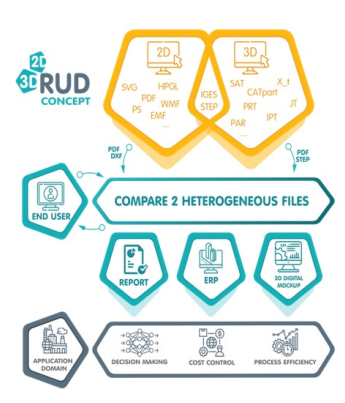 2D
3D RUD
CONCEPT
2D
3D
SVG HPGL
PDF WMF
PS EMF
...
IGES
STEP
SAT X_t
CATpart
PRT JT
IPT
PAR
...
PDF
DXF
PDF
STEP
END USER
COMPARE 2 HETEROGENEOUS FILES
REPORT
ERP
3D DIGITAL
MOCKUP
APPLICATION
DOMAIN
DECISION MAKING
COST CONTROL
PROCESS EFFICIENCY